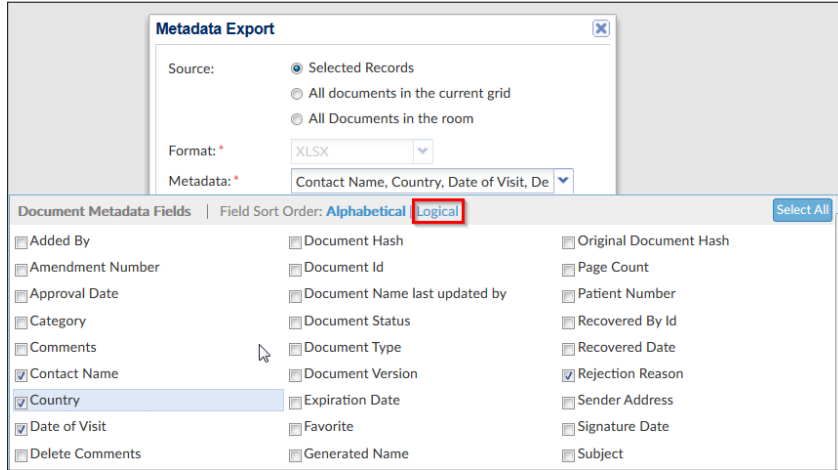 Metadata Export
Source:
Selected Records
All documents in the current grid
All Documents in the room
Format: *
XLSX
Metadata: *
Contact Name, Country, Date of Visit, De
Document Metadata Fields | Field Sort Order: Alphabetical | Logical
Select All
Added By
Document Hash
Original Document Hash
Amendment Number
Document Id
Page Count
Approval Date
Document Name last updated by
Patient Number
Category
Document Status
Recovered By Id
Comments
Document Type
Recovered Date
Contact Name
Document Version
Rejection Reason
Country
Expiration Date
Sender Address
Date of Visit
Favorite
Signature Date
Delete Comments
Generated Name
Subject